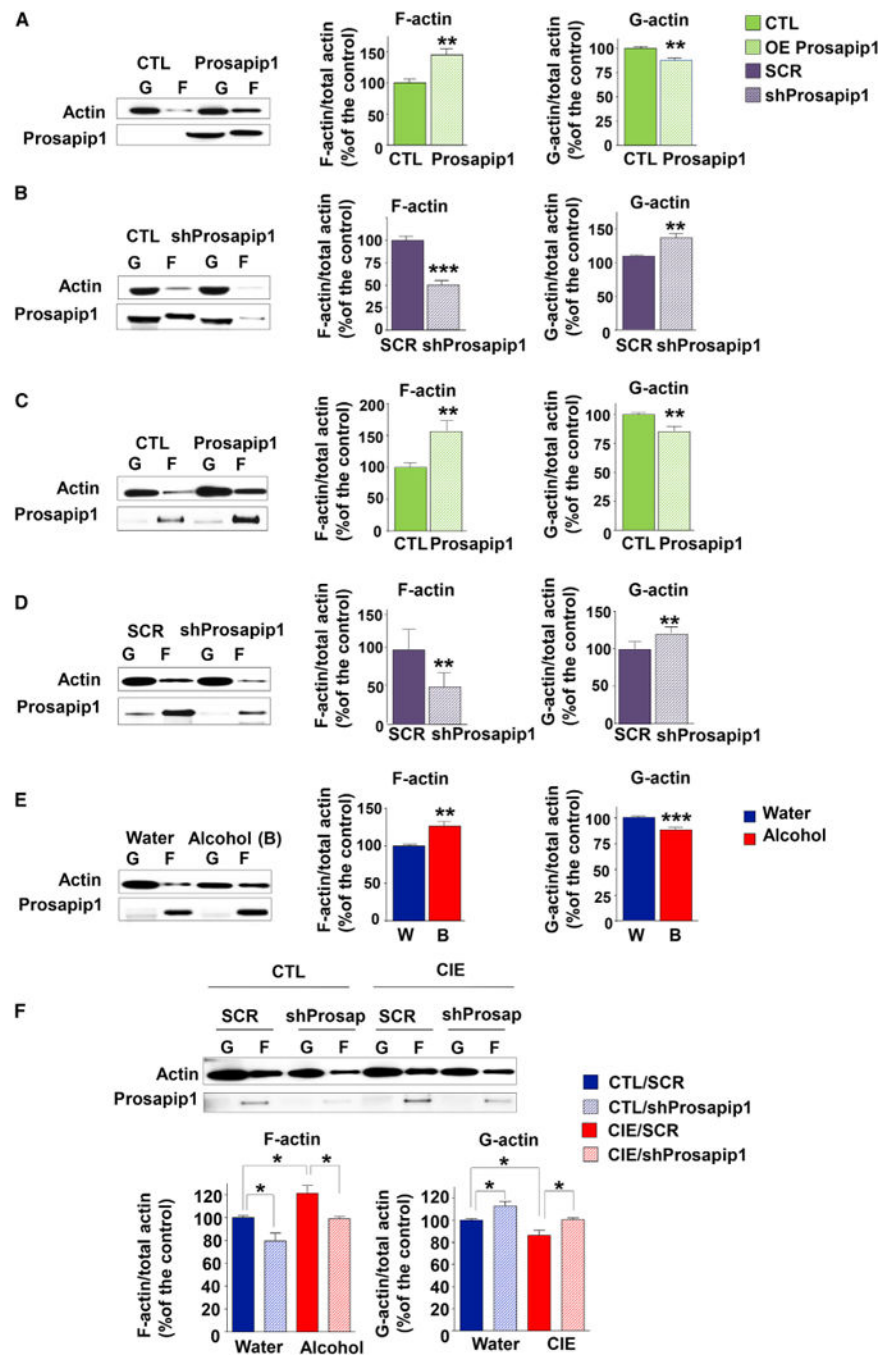 A
CTL Prosapip1
G F G F
Actin
Prosapip1
F-actin
F-actin/total actin
(%of the control)
150
100
50
0
**
CTL Prosapip1
G-actin
G-actin/total actin
(%of the control)
100
75
50
25
0
**
CTL Prosapip1
CTL
OE Prosapip1
SCR
shProsapip1
B
CTL shProsapip1
G F G F
Actin
Prosapip1
F-actin
F-actin/total actin
(%of the control)
100
50
0
***
SCR shProsapip1
G-actin
G-actin/total actin
(%of the control)
150
100
50
0
**
SCR shProsapip1
C
CTL Prosapip1
G F G F
Actin
Prosapip1
F-actin
F-actin/total actin
(%of the control)
200
150
100
50
0
**
CTL Prosapip1
G-actin
G-actin/total actin
(%of the control)
100
75
50
25
0
**
CTL Prosapip1
D
SCR shProsapip1
G F G F
Actin
Prosapip1
F-actin
F-actin/total actin
(%of the control)
100
50
0
**
SCR shProsapip1
G-actin
G-actin/total actin
(%of the control)
150
100
50
0
**
SCR shProsapip1
E
Water Alcohol (B)
G F G F
Actin
Prosapip1
F-actin
F-actin/total actin
(%of the control)
150
100
50
0
**
W B
G-actin
G-actin/total actin
(%of the control)
100
75
50
25
0
***
W B
Water
Alcohol
F
CTL CIE
SCR shProsap SCR shProsap
G F G F G F G F
Actin
Prosapip1
CTL/SCR
CTL/shProsapip1
CIE/SCR
CIE/shProsapip1
F-actin
F-actin/total actin
(%of the control)
120
100
80
60
40
20
0
* * *
Water Alcohol
G-actin
G-actin/total actin
(%of the control)
120
100
80
60
40
20
0
* * *
Water CIE